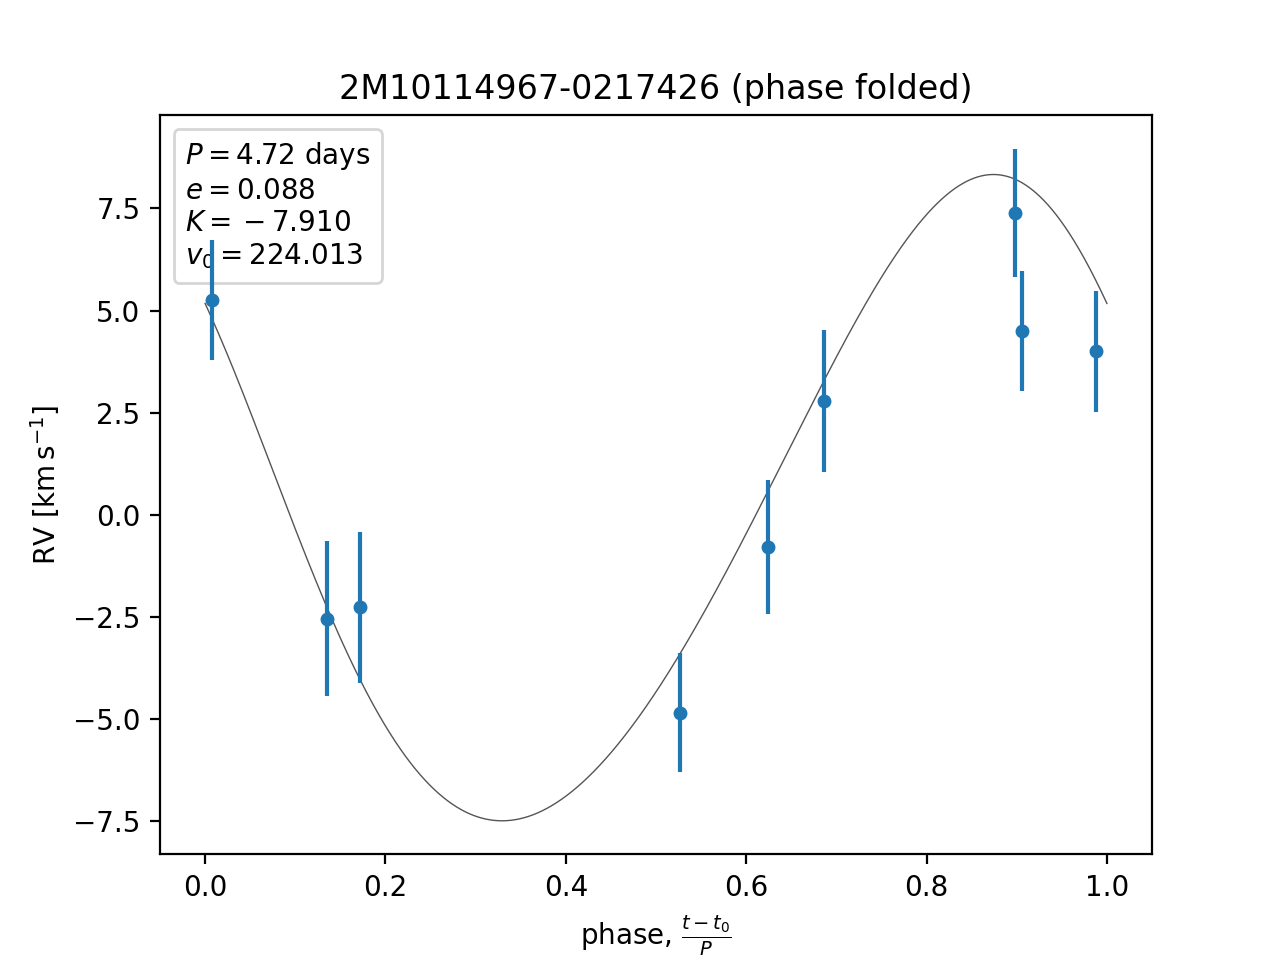 2M10114967-0217426 (phase folded)
P = 4.72 days
e = 0.088
K = −7.910
v₀ = 224.013
RV [km s⁻¹]
7.5
5.0
2.5
0.0
−2.5
−5.0
−7.5
0.0 0.2 0.4 0.6 0.8 1.0
phase, (t − t₀)/P